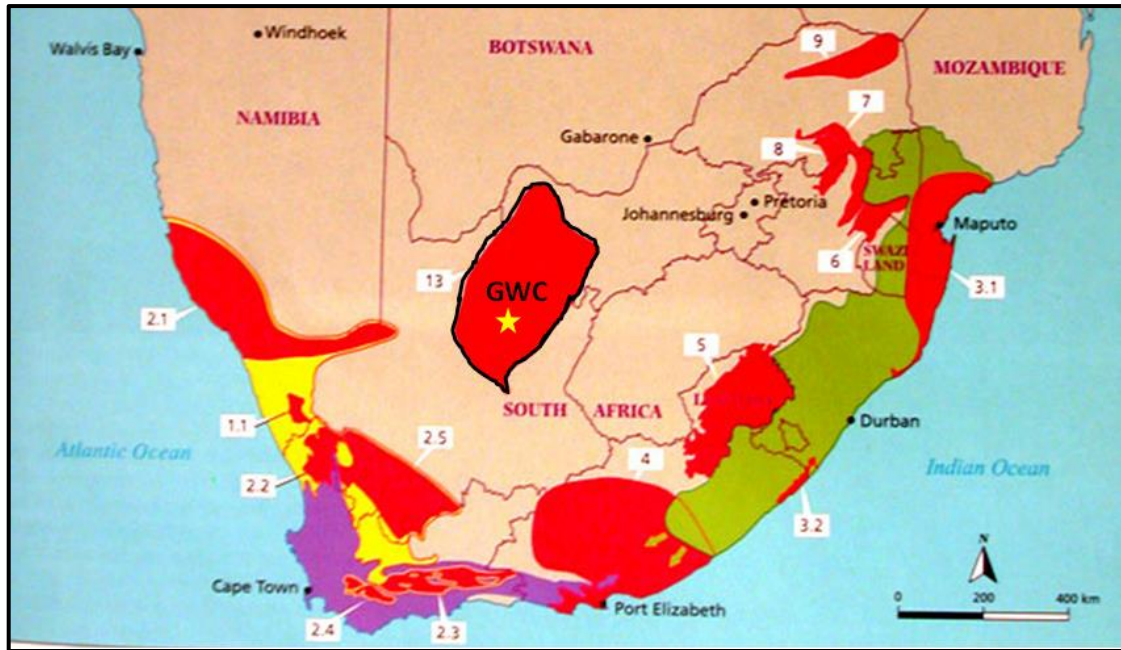 Walvis Bay
Windhoek
BOTSWANA
9
MOZAMBIQUE
NAMIBIA
7
Gabarone
8
Pretoria
Johannesburg
Maputo
6
SWAZI
LAND
13
GWC
3.1
2.1
5
SOUTH AFRICA
1.1
2.5
Durban
Atlantic Ocean
4
Indian Ocean
2.2
3.2
N
Cape Town
Port Elizabeth
0 200 400 km
2.4
2.3